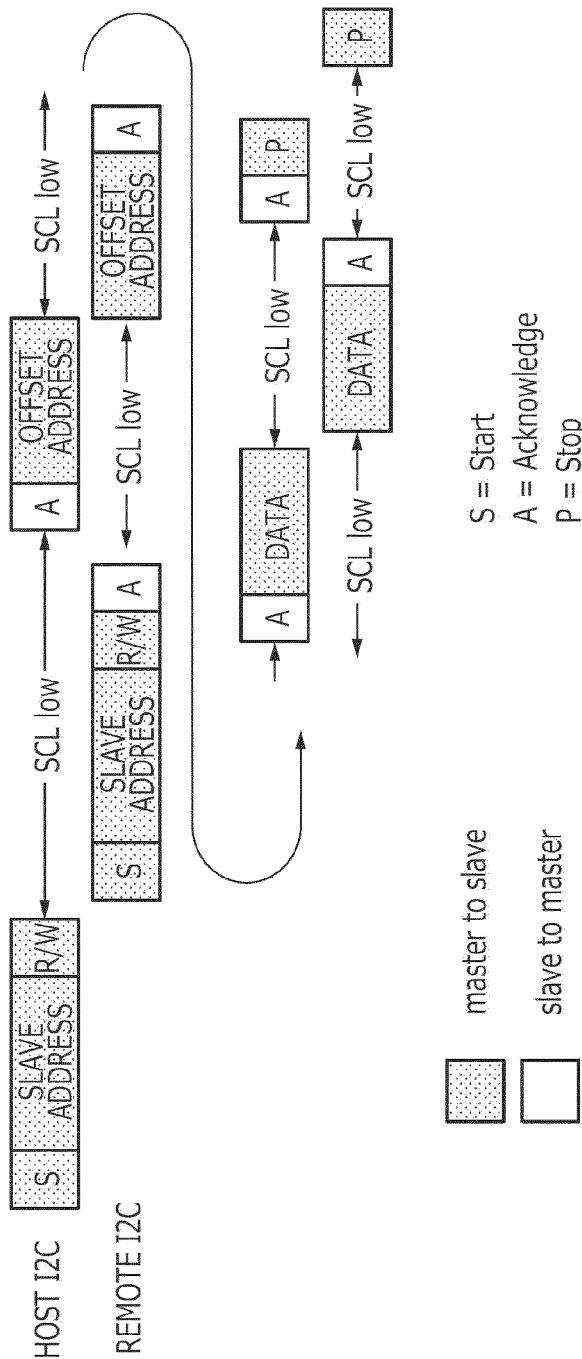 HOST I2C
S
SLAVE
ADDRESS
R/W
SCL low
A
OFFSET
ADDRESS
SCL low
REMOTE I2C
S
SLAVE
ADDRESS
R/W
A
SCL low
OFFSET
ADDRESS
A
A
DATA
SCL low
A
P
SCL low
DATA
A
SCL low
P
master to slave
slave to master
S = Start
A = Acknowledge
P = Stop